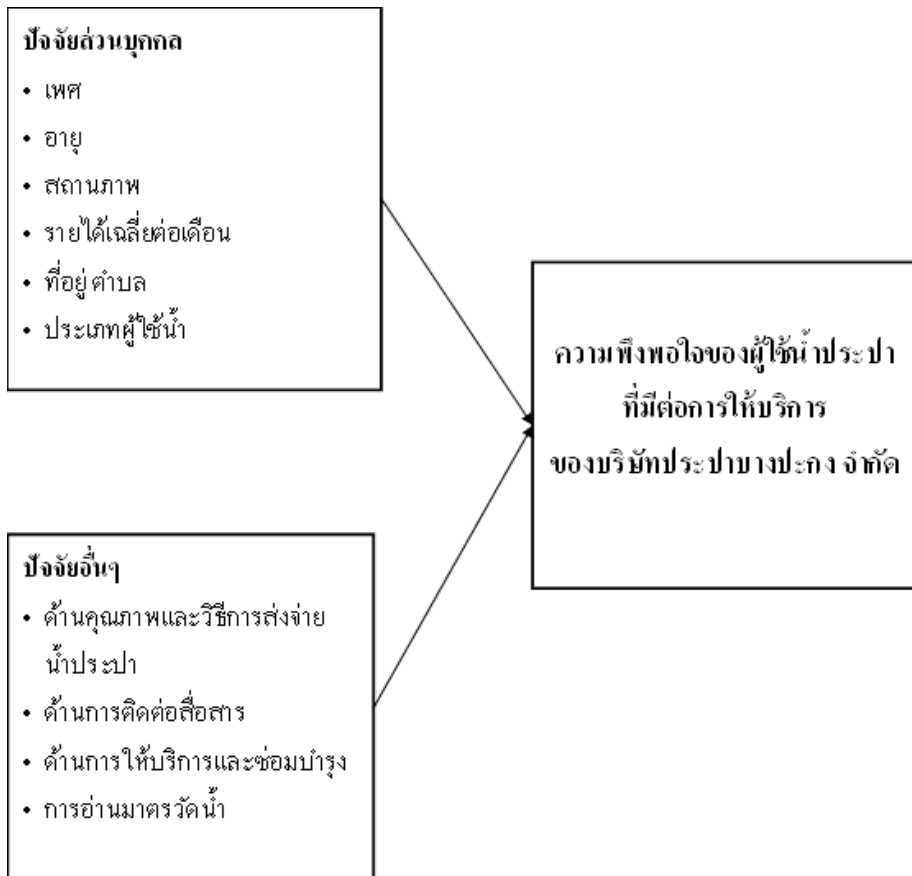 ปัจจัยส่วนบุคคล
• เพศ
• อายุ
• สถานภาพ
• รายได้เฉลี่ยต่อเดือน
• ที่อยู่ ตำบล
• ประเภทผู้ใช้น้ำ
ความพึงพอใจของผู้ใช้น้ำประปา
ที่มีต่อการให้บริการ
ของบริษัทประปาบางปะกง จำกัด
ปัจจัยอื่นๆ
• ด้านคุณภาพและวิธีการส่งจ่าย
น้ำประปา
• ด้านการติดต่อสื่อสาร
• ด้านการให้บริการและซ่อมบำรุง
• การอ่านมาตรวัดน้ำ